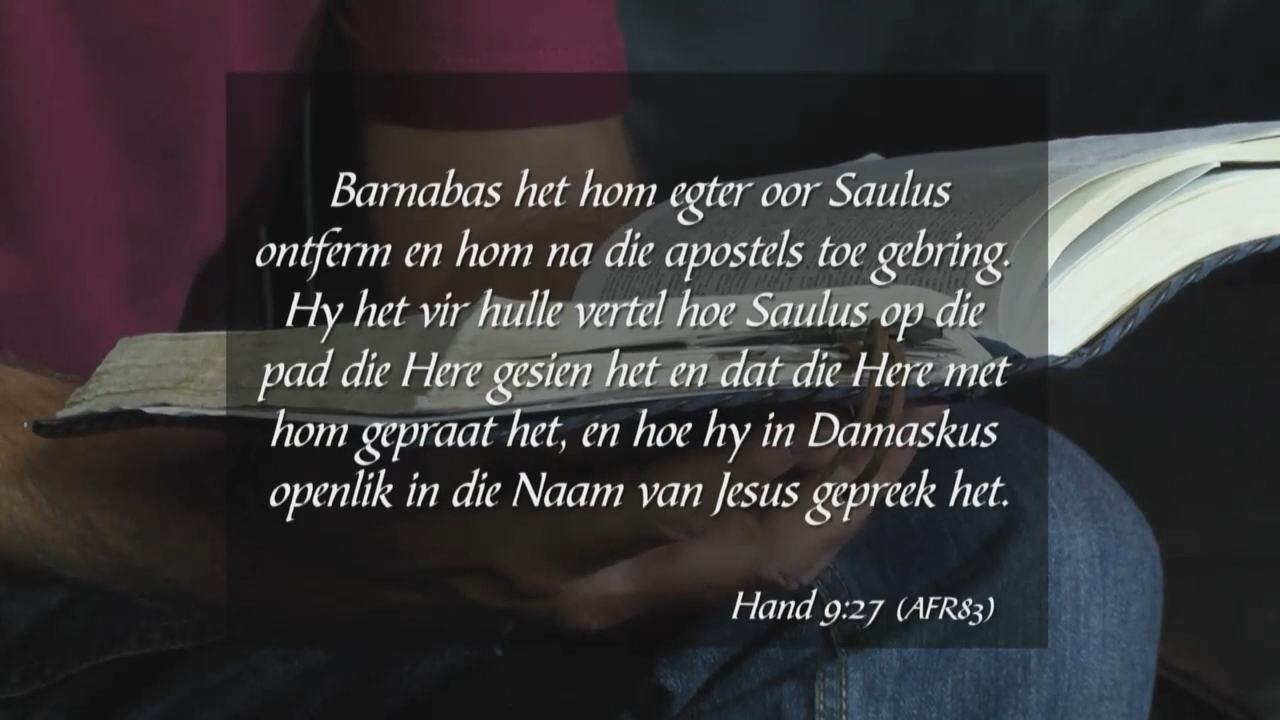 Barnabas het hom egter oor Saulus
ontferm en hom na die apostels toe gebring.
Hy het vir hulle vertel hoe Saulus op die
pad die Here gesien het en dat die Here met
hom gepraat het, en hoe hy in Damaskus
openlik in die Naam van Jesus gepreek het.
Hand 9:27 (AFR83)